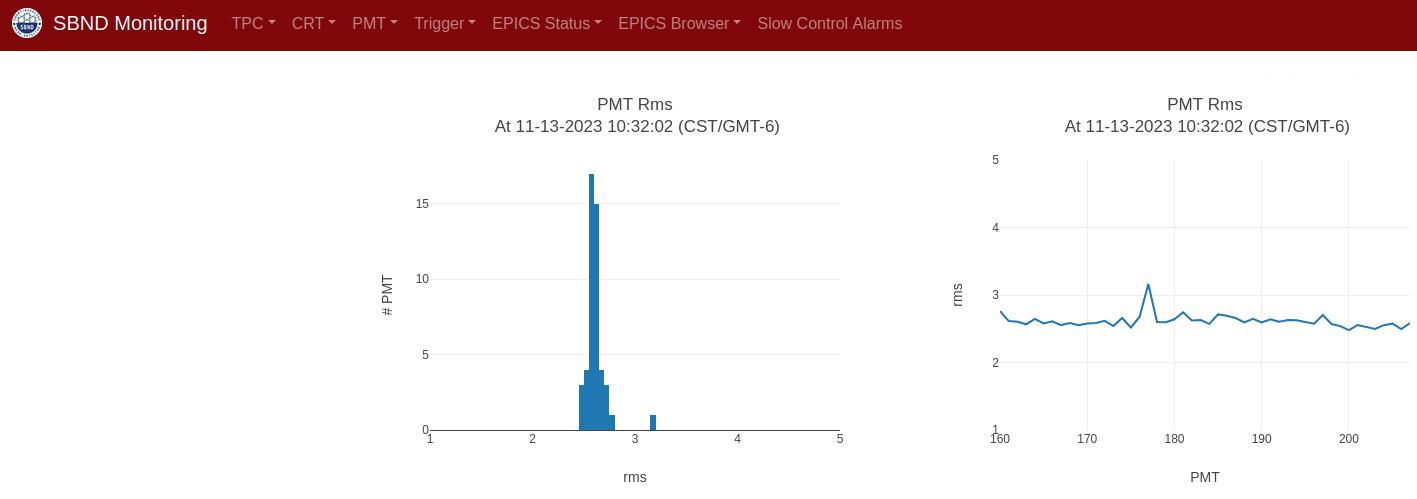 SBND
SBND Monitoring
TPC
CRT
PMT
Trigger
EPICS Status
EPICS Browser
Slow Control Alarms
PMT Rms
At 11-13-2023 10:32:02 (CST/GMT-6)
15
10
5
0
# PMT
1
2
3
4
5
rms
PMT Rms
At 11-13-2023 10:32:02 (CST/GMT-6)
5
4
3
2
1
rms
160
170
180
190
200
PMT